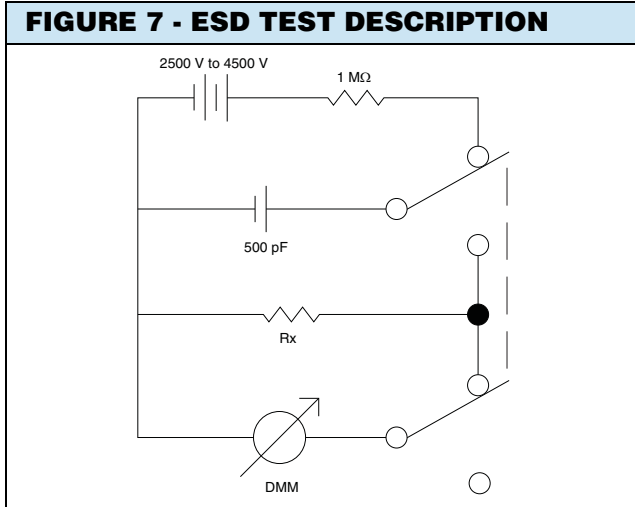 FIGURE 7 - ESD TEST DESCRIPTION
2500 V to 4500 V
1 MΩ
500 pF
Rx
DMM